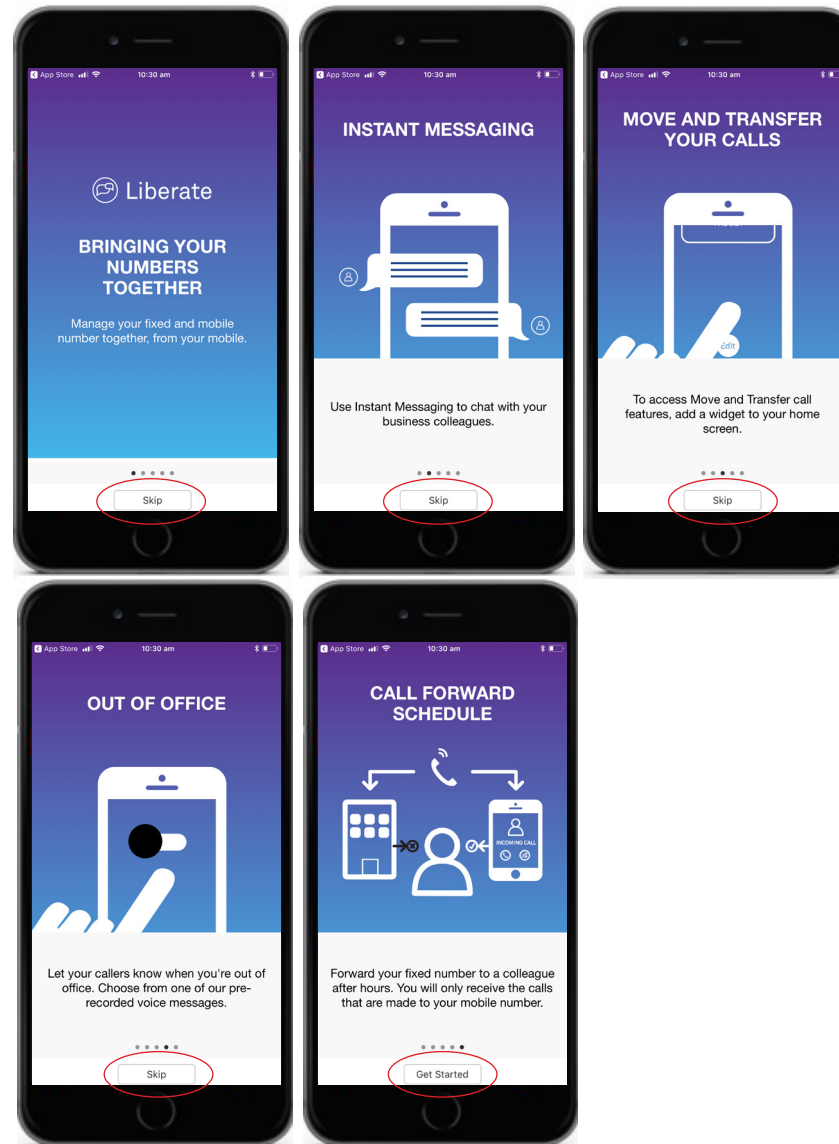 App Store 10:30 am
Liberate
BRINGING YOUR
NUMBERS
TOGETHER
Manage your fixed and mobile
number together, from your mobile.
Skip
App Store 10:30 am
INSTANT MESSAGING
Use Instant Messaging to chat with your
business colleagues.
Skip
App Store 10:30 am
MOVE AND TRANSFER
YOUR CALLS
Edit
To access Move and Transfer call
features, add a widget to your home
screen.
Skip
App Store 10:30 am
OUT OF OFFICE
Let your callers know when you're out of
office. Choose from one of our pre-
recorded voice messages.
Skip
App Store 10:30 am
CALL FORWARD
SCHEDULE
INCOMING CALL
Forward your fixed number to a colleague
after hours. You will only receive the calls
that are made to your mobile number.
Get Started